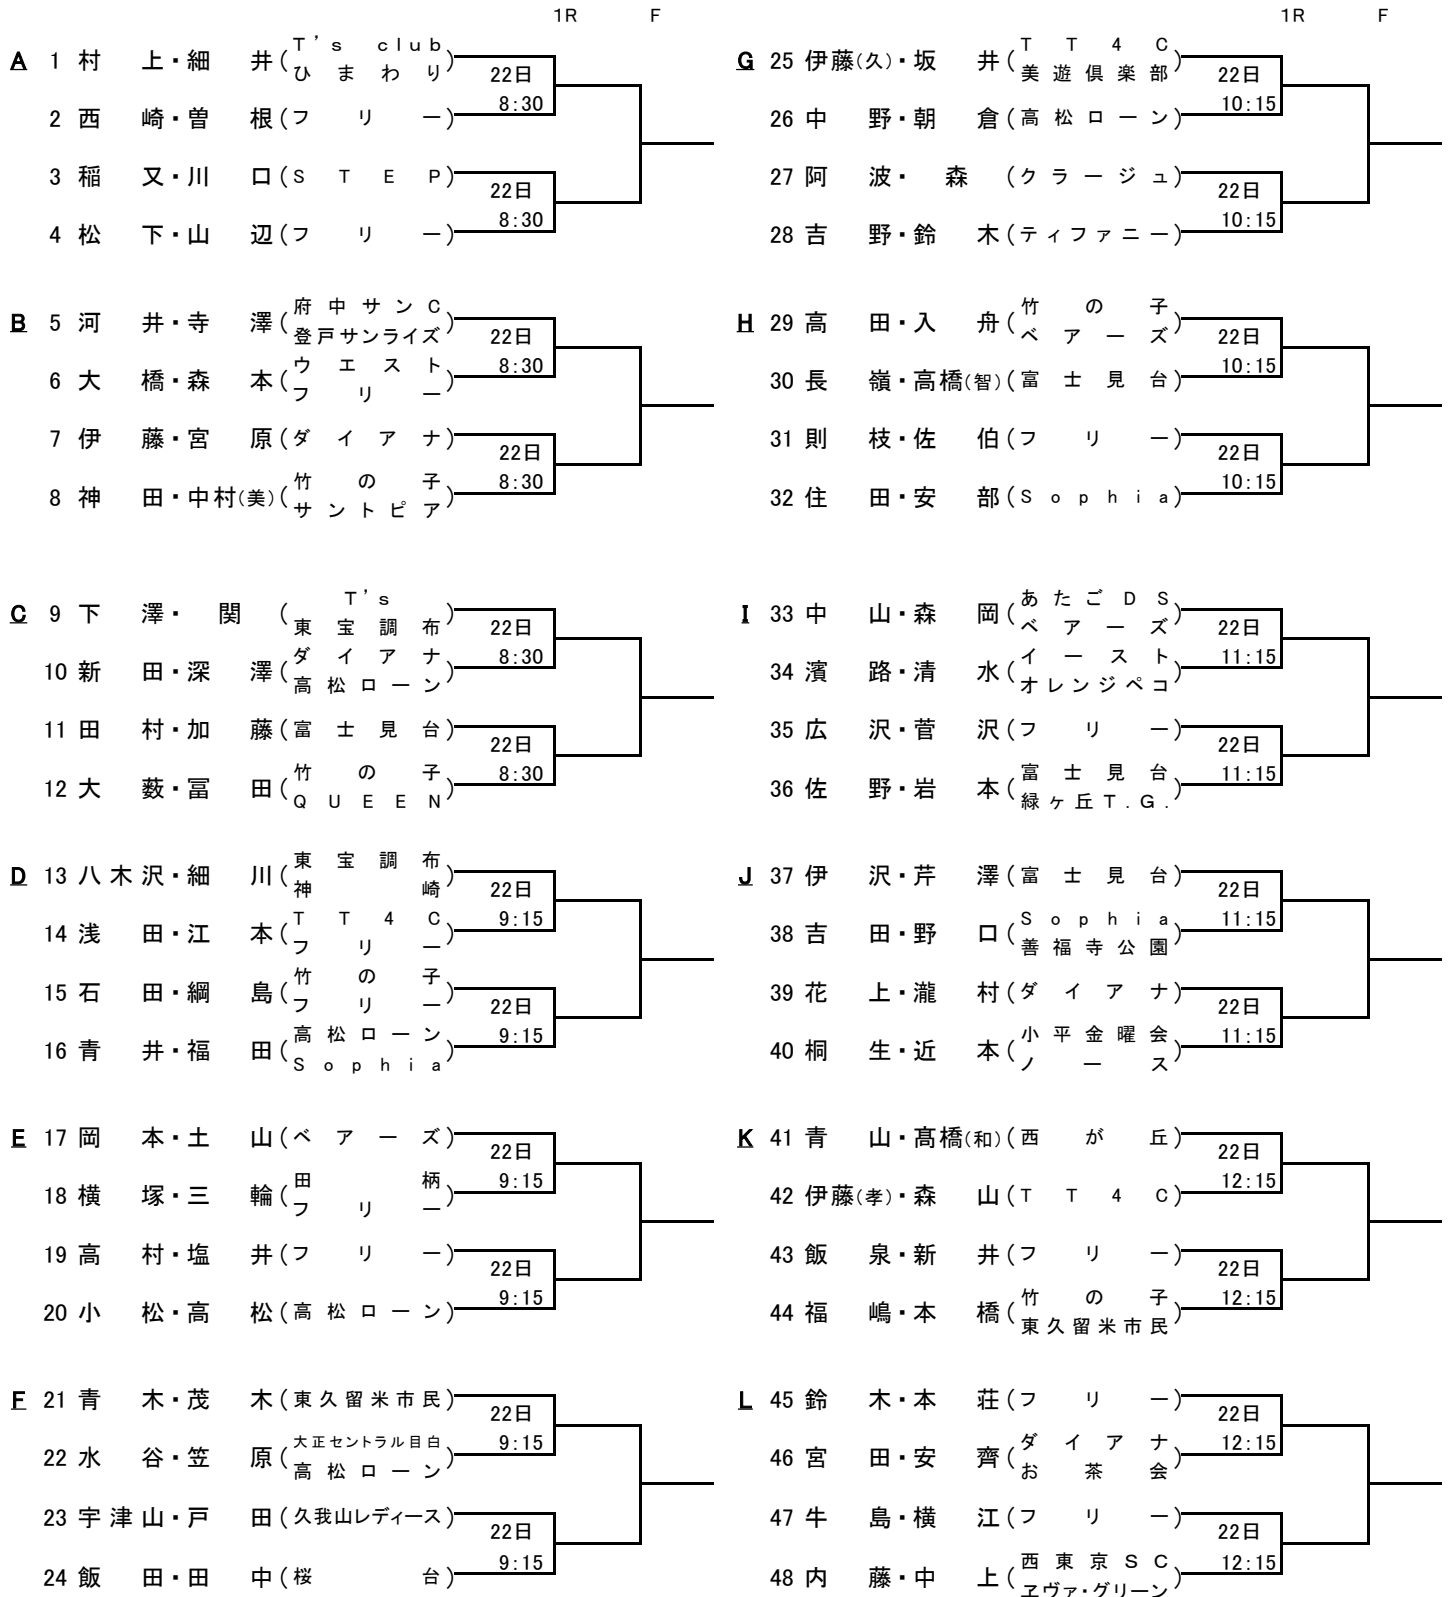 1R F
A 1 村上・細井(T's club ひまわり)
22日 8:30
2 西崎・曽根(フリー)
3 稲又・川口(STEP)
22日 8:30
4 松下・山辺(フリー)
B 5 河井・寺澤(府中サンC 登戸サンライズ)
22日 8:30
6 大橋・森本(ウエスト フリー)
7 伊藤・宮原(ダイアナ)
22日 8:30
8 神田・中村(美)(竹の子 サントピア)
C 9 下澤・関(T's 東宝調布)
22日 8:30
10 新田・深澤(ダイアナ 高松ローン)
11 田村・加藤(富士見台)
22日 8:30
12 大薮・冨田(竹の子 QUEEN)
D 13 八木沢・細川(東宝調布 神崎)
22日 9:15
14 浅田・江本(TT4C フリー)
15 石田・綱島(竹の子 フリー)
22日 9:15
16 青井・福田(高松ローン Sophia)
E 17 岡本・土山(ベアーズ)
22日 9:15
18 横塚・三輪(田柄 フリー)
19 高村・塩井(フリー)
22日 9:15
20 小松・高松(高松ローン)
F 21 青木・茂木(東久留米市民)
22日 9:15
22 水谷・笠原(大正セントラル目白 高松ローン)
23 宇津山・戸田(久我山レディース)
22日 9:15
24 飯田・田中(桜台)
1R F
G 25 伊藤(久)・坂井(TT4C 美遊倶楽部)
22日 10:15
26 中野・朝倉(高松ローン)
27 阿波・森(クラージュ)
22日 10:15
28 吉野・鈴木(ティファニー)
H 29 高田・入舟(竹の子 ベアーズ)
22日 10:15
30 長嶺・高橋(智)(富士見台)
31 則枝・佐伯(フリー)
22日 10:15
32 住田・安部(Sophia)
I 33 中山・森岡(あたごDS ベアーズ)
22日 11:15
34 濱路・清水(イースト オレンジペコ)
35 広沢・菅沢(フリー)
22日 11:15
36 佐野・岩本(富士見台 緑ヶ丘T.G.)
J 37 伊沢・芹澤(富士見台)
22日 11:15
38 吉田・野口(Sophia 善福寺公園)
39 花上・瀧村(ダイアナ)
22日 11:15
40 桐生・近本(小平金曜会 ノース)
K 41 青山・髙橋(和)(西が丘)
22日 12:15
42 伊藤(孝)・森山(TT4C)
43 飯泉・新井(フリー)
22日 12:15
44 福嶋・本橋(竹の子 東久留米市民)
L 45 鈴木・本荘(フリー)
22日 12:15
46 宮田・安齊(ダイアナ お茶会)
47 牛島・横江(フリー)
22日 12:15
48 内藤・中上(西東京SC ヱヴァ・グリーン)